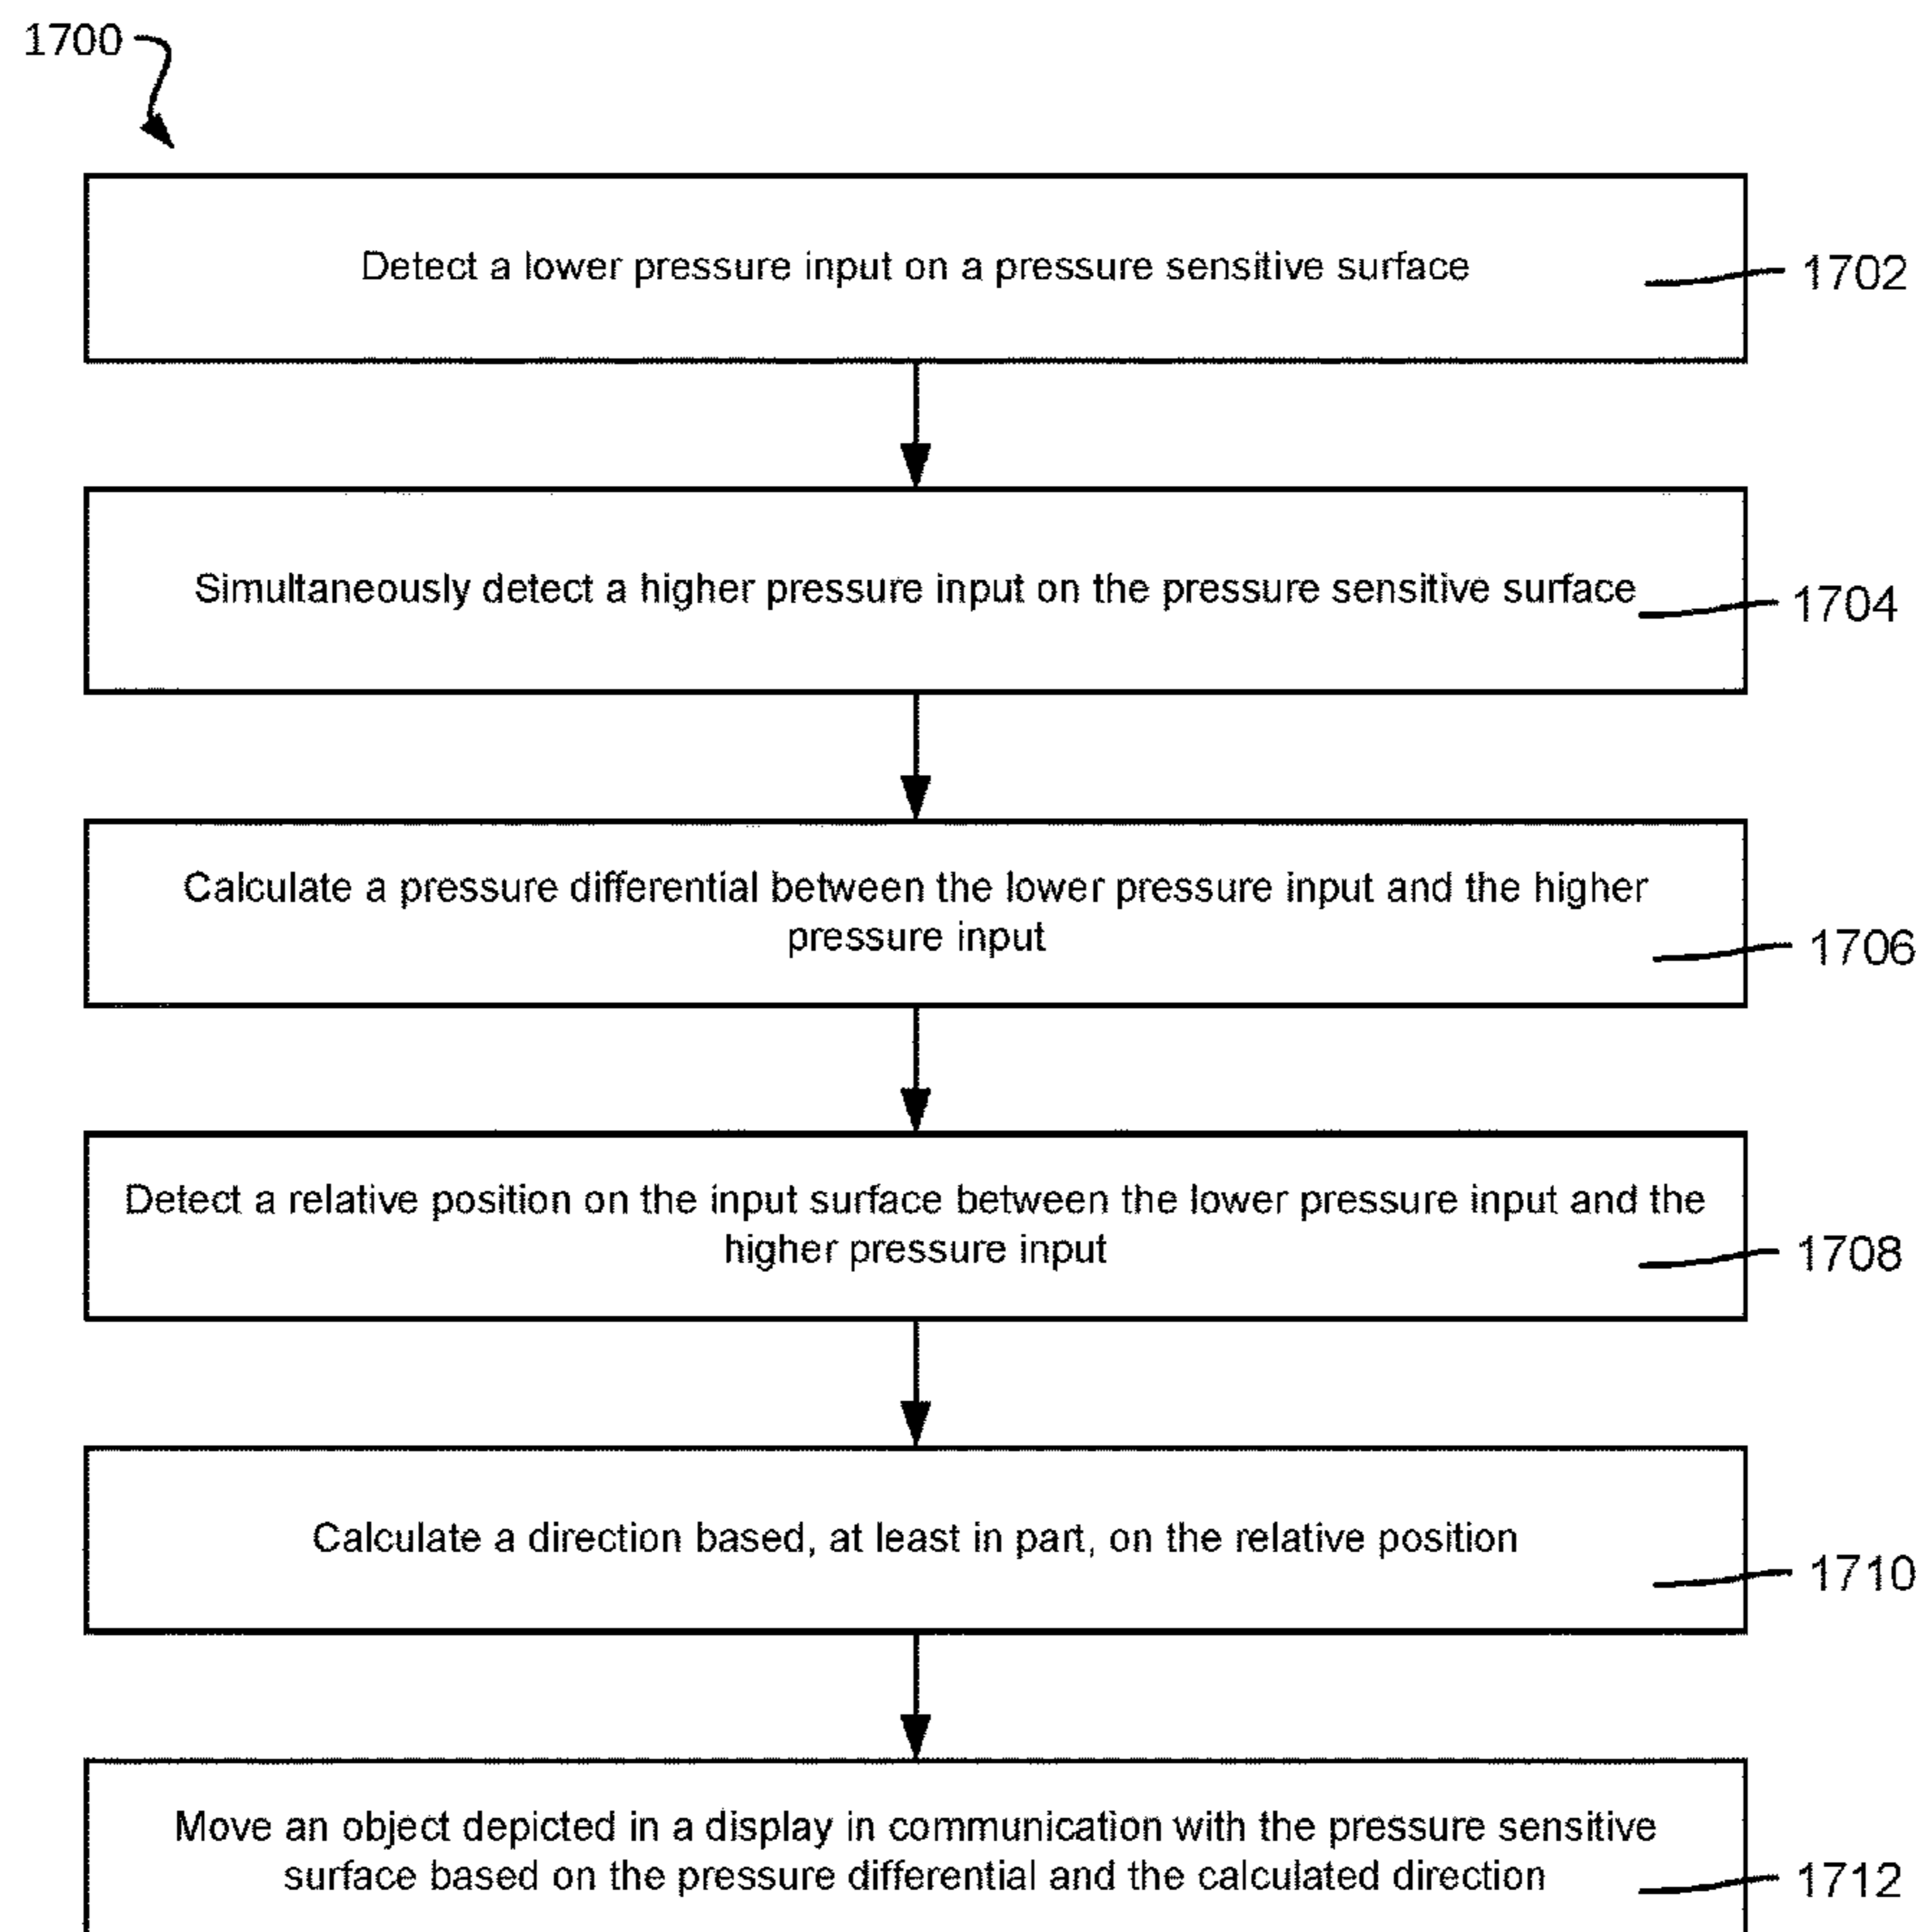 1700
Detect a lower pressure input on a pressure sensitive surface
1702
Simultaneously detect a higher pressure input on the pressure sensitive surface
1704
Calculate a pressure differential between the lower pressure input and the higher
pressure input
1706
Detect a relative position on the input surface between the lower pressure input and the
higher pressure input
1708
Calculate a direction based, at least in part, on the relative position
1710
Move an object depicted in a display in communication with the pressure sensitive
surface based on the pressure differential and the calculated direction
1712